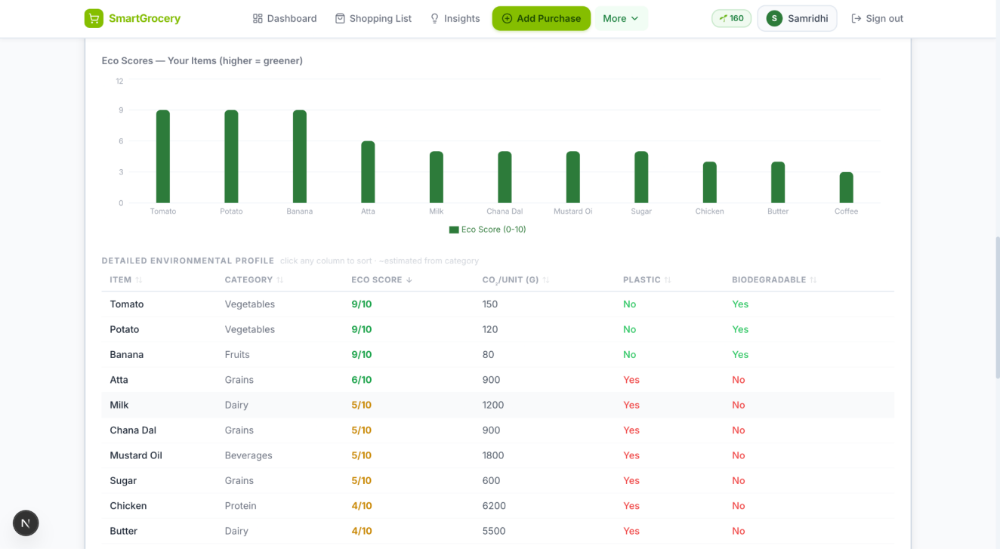 SmartGrocery Dashboard Shopping List Insights Add Purchase More 160 S Samridhi Sign out
Eco Scores — Your Items (higher = greener)
12
9
6
3
0
Tomato Potato Banana Atta Milk Chana Dal Mustard Oi Sugar Chicken Butter Coffee
Eco Score (0-10)
DETAILED ENVIRONMENTAL PROFILE click any column to sort · ~estimated from category
ITEM CATEGORY ECO SCORE ↓ CO₂/UNIT (G) PLASTIC BIODEGRADABLE
Tomato Vegetables 9/10 150 No Yes
Potato Vegetables 9/10 120 No Yes
Banana Fruits 9/10 80 No Yes
Atta Grains 6/10 900 Yes No
Milk Dairy 5/10 1200 Yes No
Chana Dal Grains 5/10 900 Yes No
Mustard Oil Beverages 5/10 1800 Yes No
Sugar Grains 5/10 600 Yes No
Chicken Protein 4/10 6200 Yes No
Butter Dairy 4/10 5500 Yes No
N